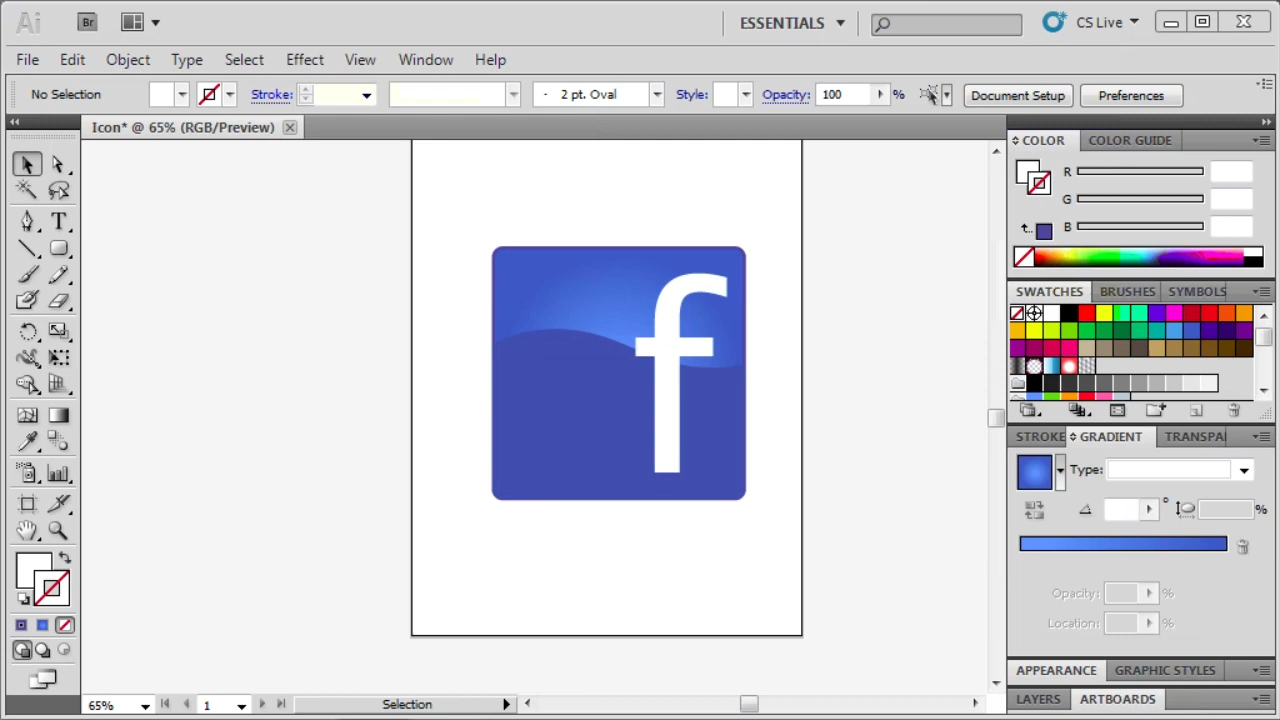 Ai Br ESSENTIALS CS Live
File Edit Object Type Select Effect View Window Help
No Selection Stroke: 2 pt. Oval Style: Opacity: 100 % Document Setup Preferences
Icon* @ 65% (RGB/Preview)
COLOR COLOR GUIDE
R
G
B
SWATCHES BRUSHES SYMBOLS
f
STROKE GRADIENT TRANSPA
Type:
° %
Opacity: %
Location: %
APPEARANCE GRAPHIC STYLES
LAYERS ARTBOARDS
65% 1 Selection